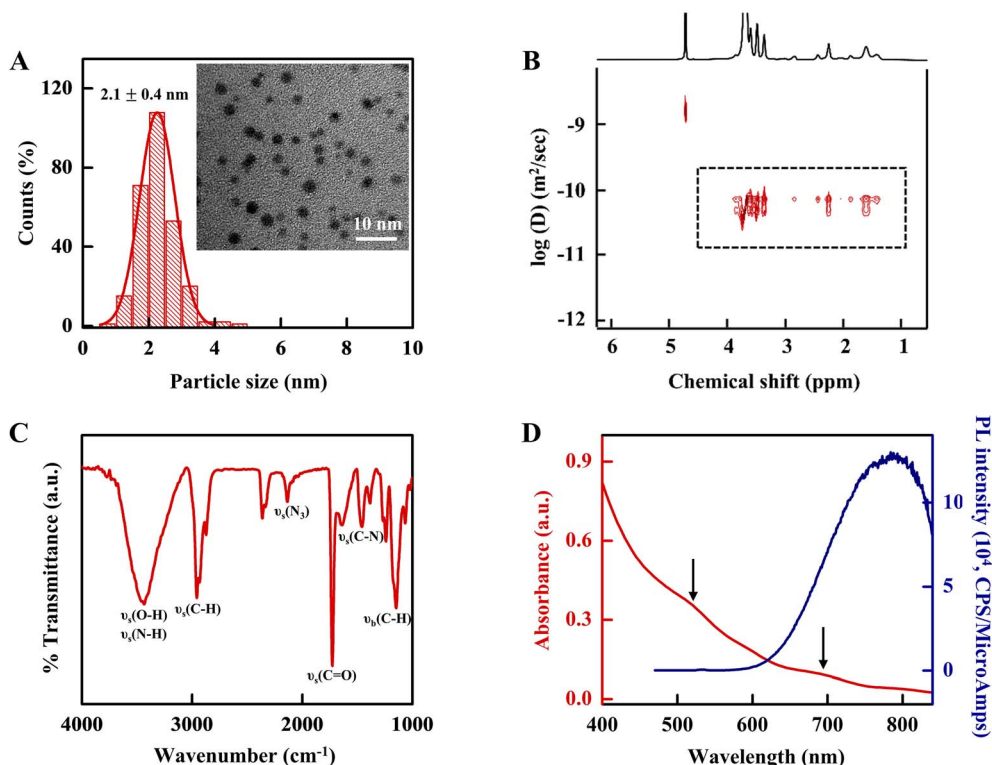 A
Counts (%)
120
80
40
0
2.1 ± 0.4 nm
10 nm
0 2 4 6 8 10
Particle size (nm)
B
log (D) (m²/sec)
-9
-10
-11
-12
6 5 4 3 2 1
Chemical shift (ppm)
C
% Transmittance (a.u.)
υs(O-H)
υs(N-H)
υs(C-H)
υs(N3)
υs(C=O)
υs(C-N)
υb(C-H)
4000 3000 2000 1000
Wavenumber (cm⁻¹)
D
Absorbance (a.u.)
0.9
0.6
0.3
0.0
PL intensity (10⁴, CPS/MicroAmps)
10
5
0
400 500 600 700 800
Wavelength (nm)